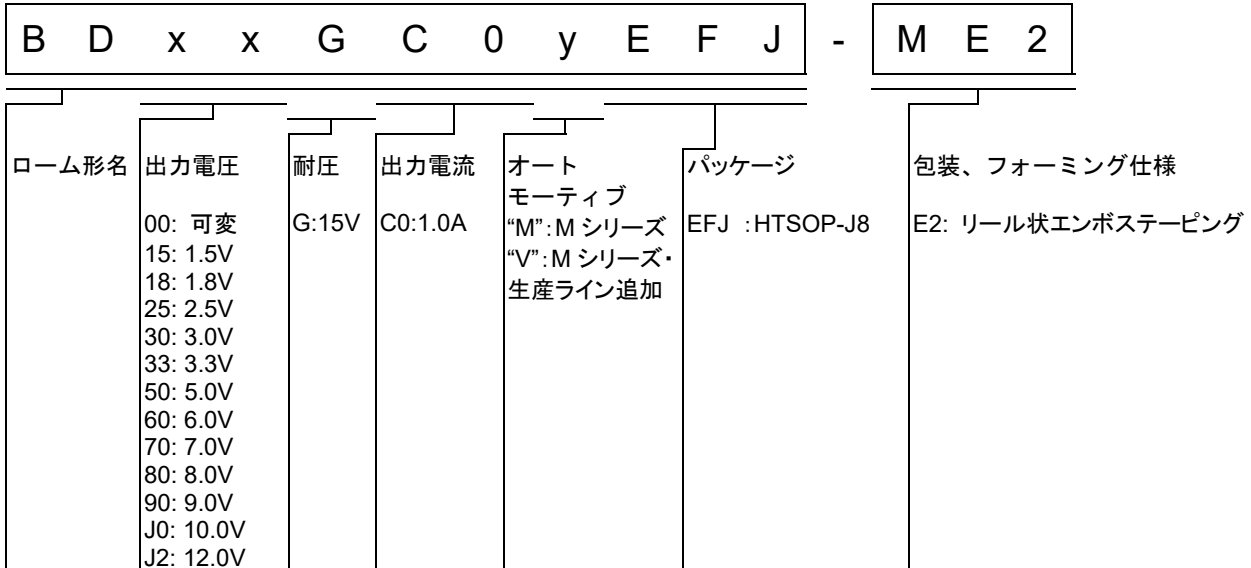 B D x x G C 0 y E F J - M E 2
ローム形名
出力電圧
00: 可変
15: 1.5V
18: 1.8V
25: 2.5V
30: 3.0V
33: 3.3V
50: 5.0V
60: 6.0V
70: 7.0V
80: 8.0V
90: 9.0V
J0: 10.0V
J2: 12.0V
耐圧
G:15V
出力電流
C0:1.0A
オート
モーティブ
“M”:M シリーズ
“V”:M シリーズ・
生産ライン追加
パッケージ
EFJ :HTSOP-J8
包装、フォーミング仕様
E2: リール状エンボステーピング